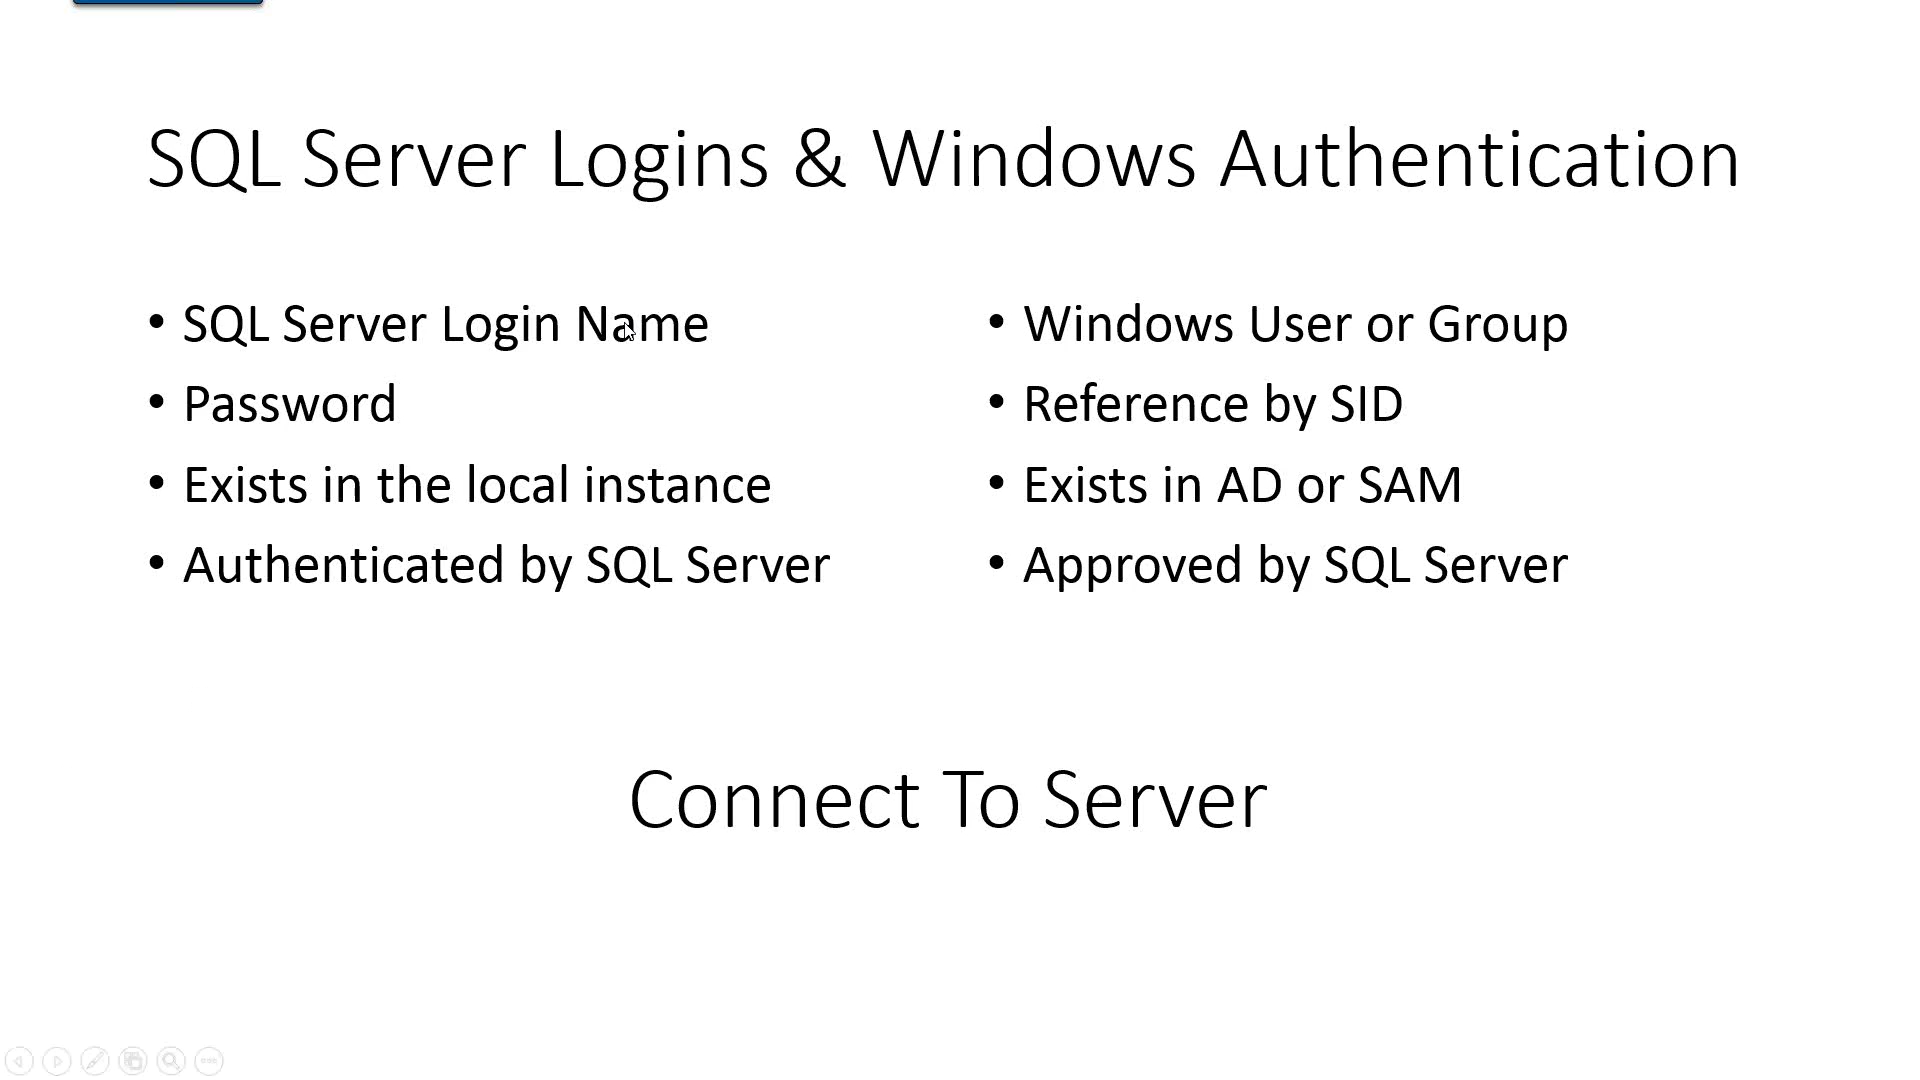 SQL Server Logins & Windows Authentication
• SQL Server Login Name
• Password
• Exists in the local instance
• Authenticated by SQL Server
• Windows User or Group
• Reference by SID
• Exists in AD or SAM
• Approved by SQL Server
Connect To Server